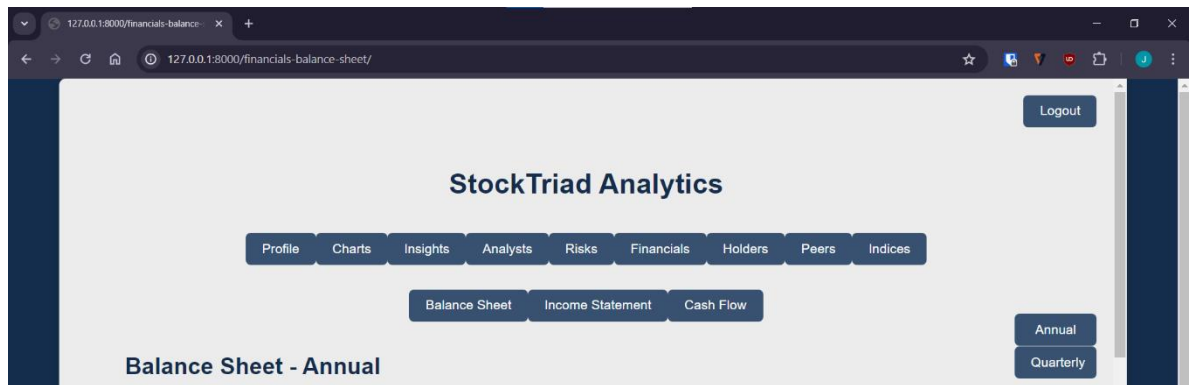 127.0.0.1:8000/financials-balance-
127.0.0.1:8000/financials-balance-sheet/
J
Logout
StockTriad Analytics
Profile Charts Insights Analysts Risks Financials Holders Peers Indices
Balance Sheet Income Statement Cash Flow
Annual
Quarterly
Balance Sheet - Annual